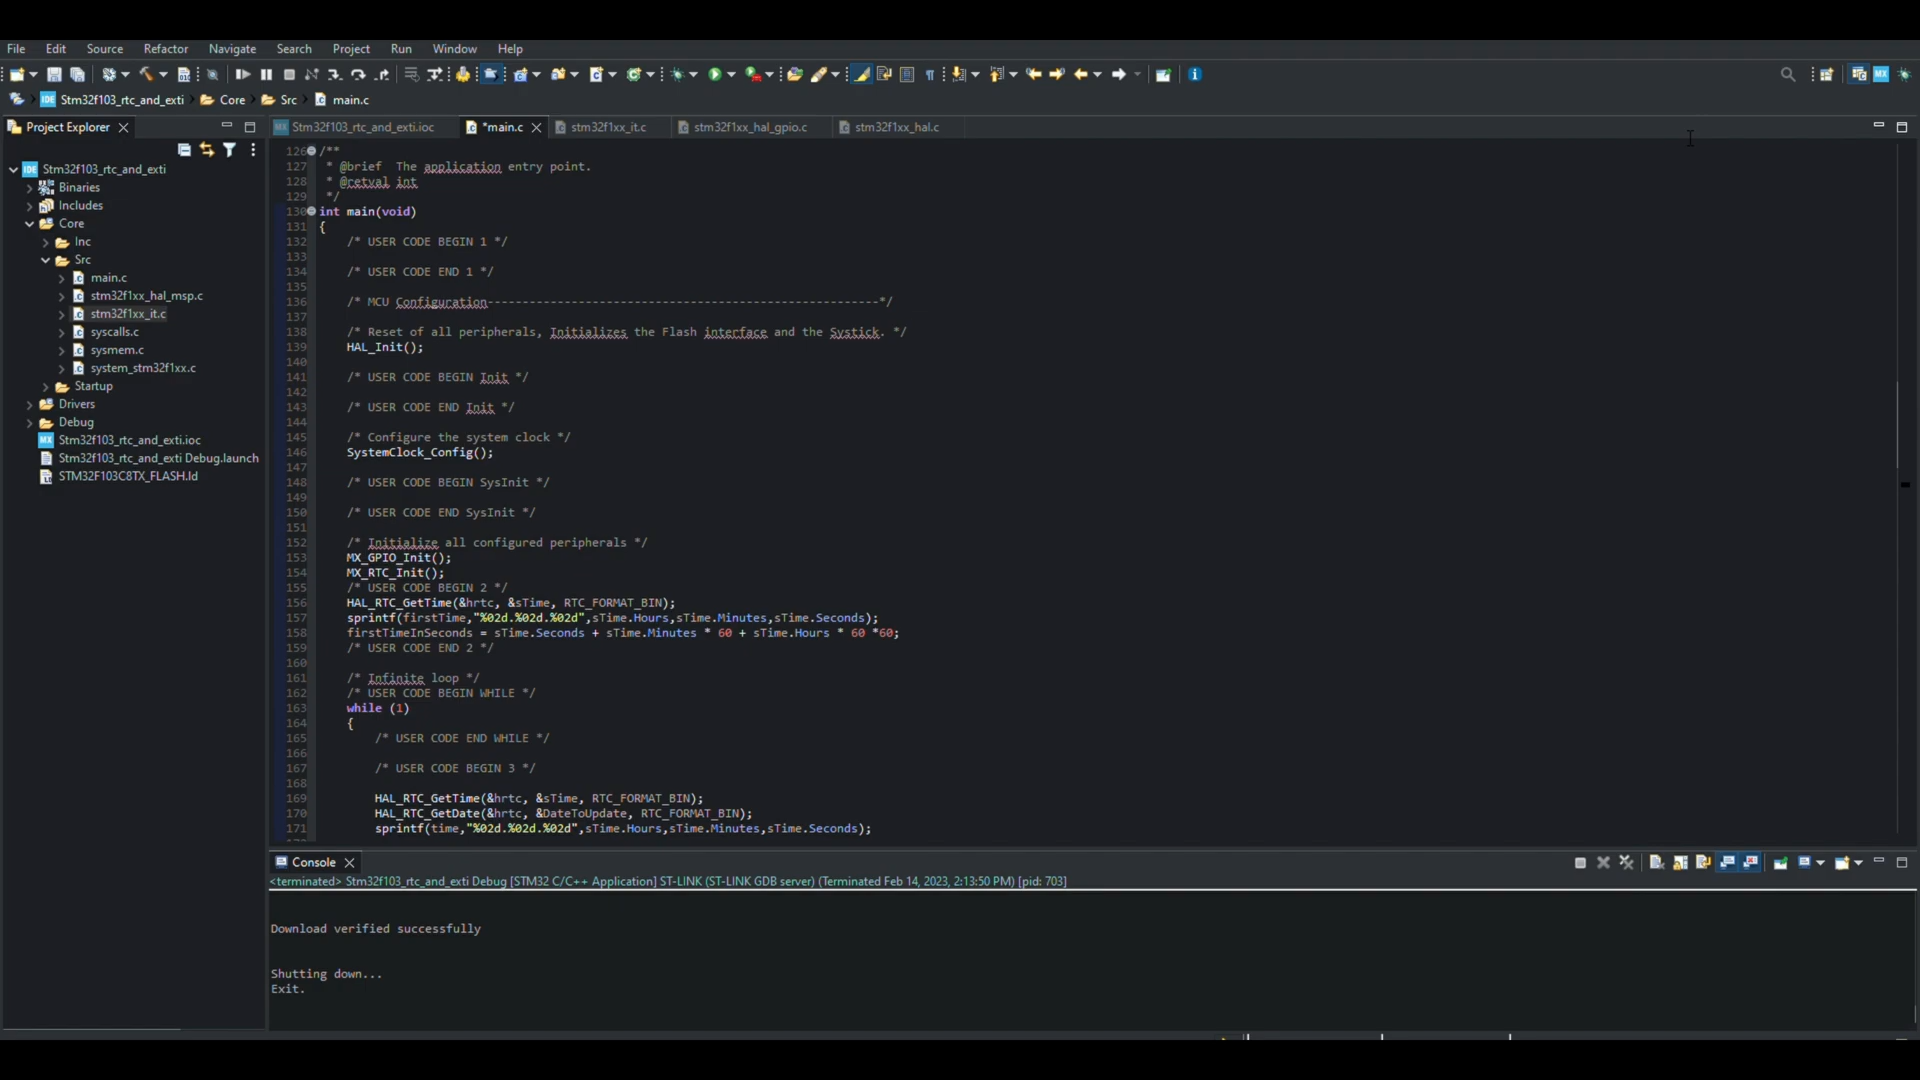 File Edit Source Refactor Navigate Search Project Run Window Help
IDE Stm32f103_rtc_and_exti Core Src main.c
Project Explorer
Stm32f103_rtc_and_exti
Binaries
Includes
Core
Inc
Src
main.c
stm32f1xx_hal_msp.c
stm32f1xx_it.c
syscalls.c
sysmem.c
system_stm32f1xx.c
Startup
Drivers
Debug
Stm32f103_rtc_and_exti.ioc
Stm32f103_rtc_and_exti Debug.launch
STM32F103C8TX_FLASH.ld
Stm32f103_rtc_and_exti.ioc *main.c stm32f1xx_it.c stm32f1xx_hal_gpio.c stm32f1xx_hal.c
126 /**
127 * @brief The application entry point.
128 * @retval int
129 */
130 int main(void)
131 {
132 /* USER CODE BEGIN 1 */
133
134 /* USER CODE END 1 */
135
136 /* MCU Configuration--------------------------------------------------------*/
137
138 /* Reset of all peripherals, Initializes the Flash interface and the Systick. */
139 HAL_Init();
140
141 /* USER CODE BEGIN Init */
142
143 /* USER CODE END Init */
144
145 /* Configure the system clock */
146 SystemClock_Config();
147
148 /* USER CODE BEGIN SysInit */
149
150 /* USER CODE END SysInit */
151
152 /* Initialize all configured peripherals */
153 MX_GPIO_Init();
154 MX_RTC_Init();
155 /* USER CODE BEGIN 2 */
156 HAL_RTC_GetTime(&hrtc, &sTime, RTC_FORMAT_BIN);
157 sprintf(firstTime,"%02d.%02d.%02d",sTime.Hours,sTime.Minutes,sTime.Seconds);
158 firstTimeInSeconds = sTime.Seconds + sTime.Minutes * 60 + sTime.Hours * 60 *60;
159 /* USER CODE END 2 */
160
161 /* Infinite loop */
162 /* USER CODE BEGIN WHILE */
163 while (1)
164 {
165 /* USER CODE END WHILE */
166
167 /* USER CODE BEGIN 3 */
168
169 HAL_RTC_GetTime(&hrtc, &sTime, RTC_FORMAT_BIN);
170 HAL_RTC_GetDate(&hrtc, &DateToUpdate, RTC_FORMAT_BIN);
171 sprintf(time,"%02d.%02d.%02d",sTime.Hours,sTime.Minutes,sTime.Seconds);
Console
<terminated> Stm32f103_rtc_and_exti Debug [STM32 C/C++ Application] ST-LINK (ST-LINK GDB server) (Terminated Feb 14, 2023, 2:13:50 PM) [pid: 703]
Download verified successfully
Shutting down...
Exit.